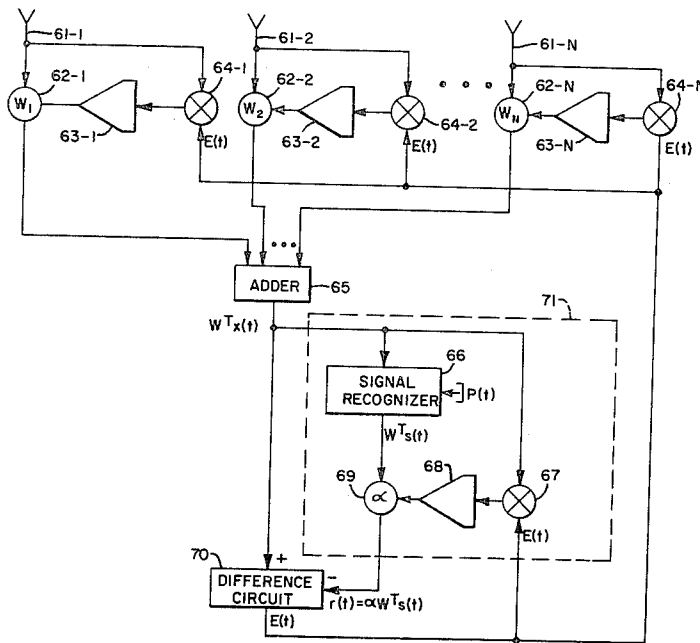 61-1
61-2
61-N
62-1
64-1
62-2
62-N
64-N
W1
W2
WN
63-1
E(t)
63-2
E(t)
64-2
63-N
E(t)
ADDER
65
71
WTx(t)
66
SIGNAL
RECOGNIZER
P(t)
WTs(t)
68
69
α
67
E(t)
70
+
−
DIFFERENCE
CIRCUIT
r(t)=αWTs(t)
E(t)